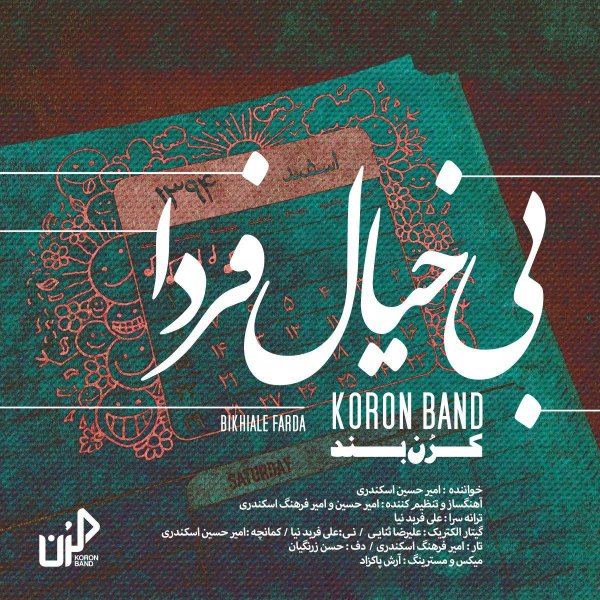 اسفند
۱۳۹۴
بی خیال فردا
BIKHIALE FARDA
KORON BAND
کرُن بند
SATURDAY
خواننده : امیر حسین اسکندری
آهنگساز و تنظیم کننده : امیر حسین و امیر فرهنگ اسکندری
ترانه سرا : علی فرید نیا
گیتار الکتریک : علیرضا ثنایی / نی:علی فرید نیا / کمانچه :امیر حسین اسکندری
تار : امیر فرهنگ اسکندری / دف : حسن زرنگیان
میکس و مسترینگ : آرش پاکزاد
کرُن
KORON
BAND